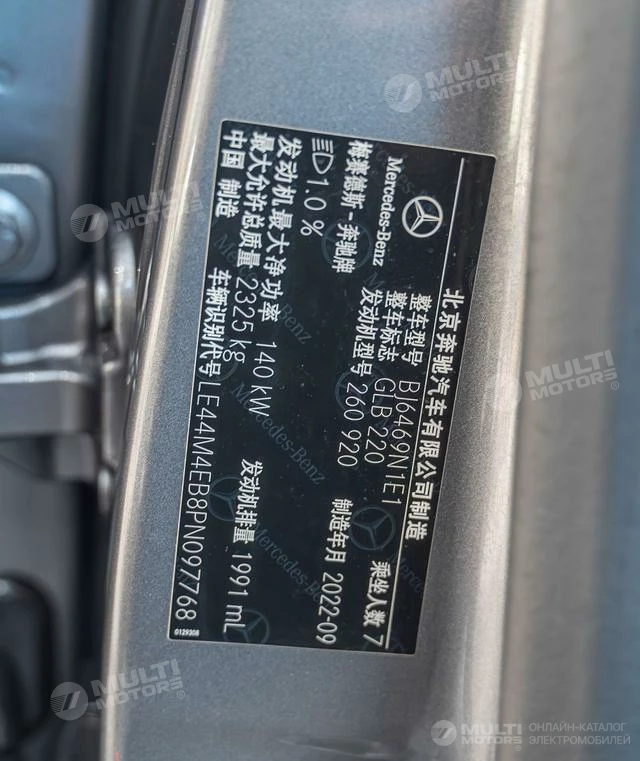 北京奔驰汽车有限公司制造
Mercedes-Benz
梅赛德斯-奔驰牌
整车型号 BJ6469N1E1
整车标志 GLB 220
发动机型号 260 920
乘坐人数 7
10%
制造年月 2022-09
发动机最大净功率 140 kW
发动机排量 1991 mL
最大允许总质量 2325 kg
中国 制造
车辆识别代号 LE44M4EB8PN097768
0129308
MULTI MOTORS
MULTI MOTORS
MULTI MOTORS
MULTI MOTORS
MULTI MOTORS
ОНЛАЙН-КАТАЛОГ
ЭЛЕКТРОМОБИЛЕЙ